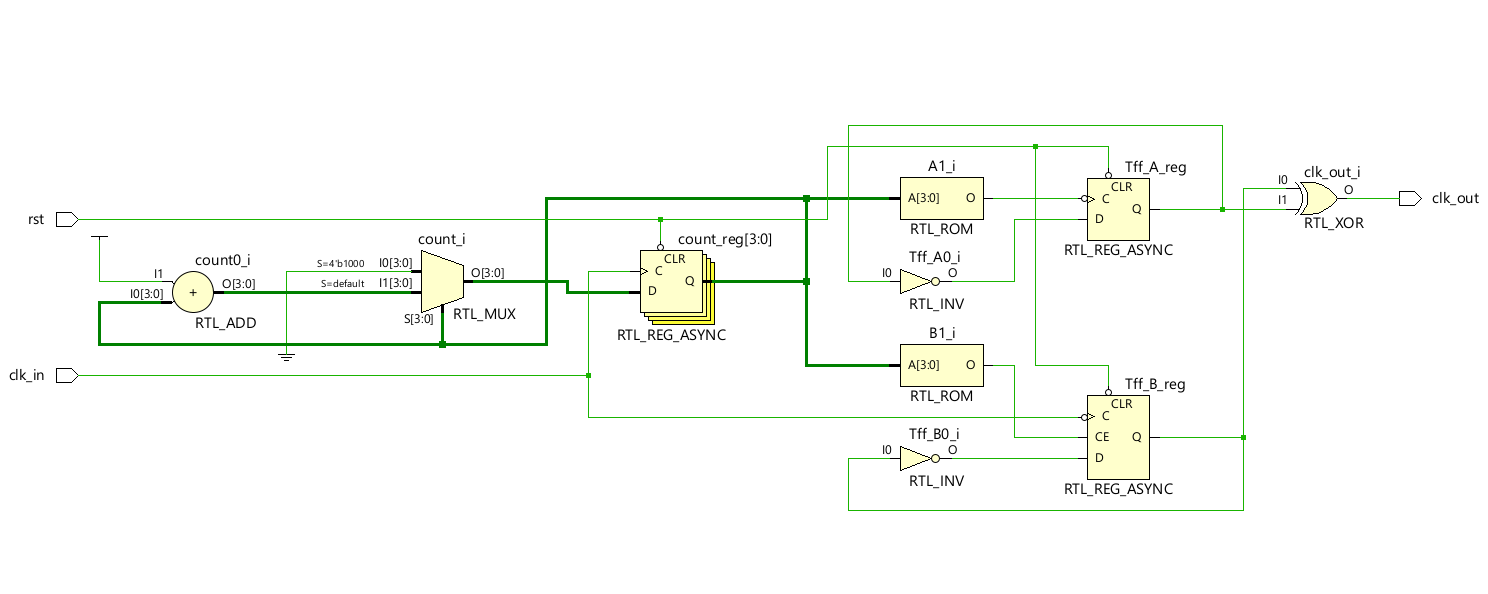 rst
clk_in
count0_i
I1
I0[3:0]
+
O[3:0]
RTL_ADD
count_i
S=4'b1000
I0[3:0]
S=default
I1[3:0]
O[3:0]
S[3:0]
RTL_MUX
count_reg[3:0]
CLR
C
D
Q
RTL_REG_ASYNC
A1_i
A[3:0]
O
RTL_ROM
Tff_A0_i
I0
O
RTL_INV
B1_i
A[3:0]
O
RTL_ROM
Tff_B0_i
I0
O
RTL_INV
Tff_A_reg
CLR
C
D
Q
RTL_REG_ASYNC
Tff_B_reg
CLR
C
CE
D
Q
RTL_REG_ASYNC
clk_out_i
I0
I1
O
RTL_XOR
clk_out